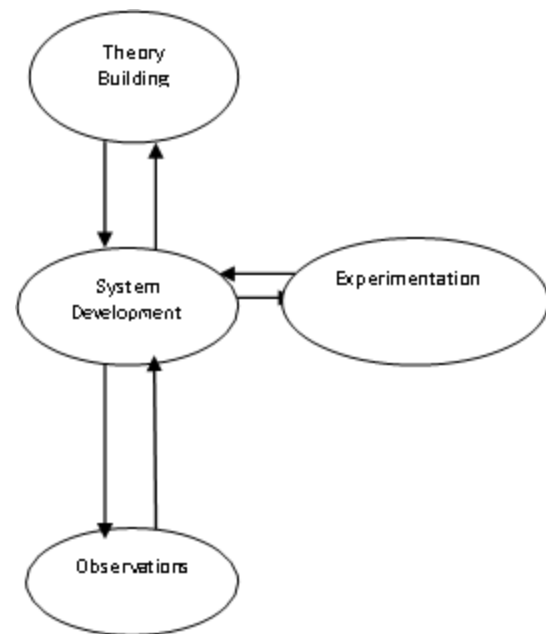 Theory
Building
System
Development
Experimentation
Observations